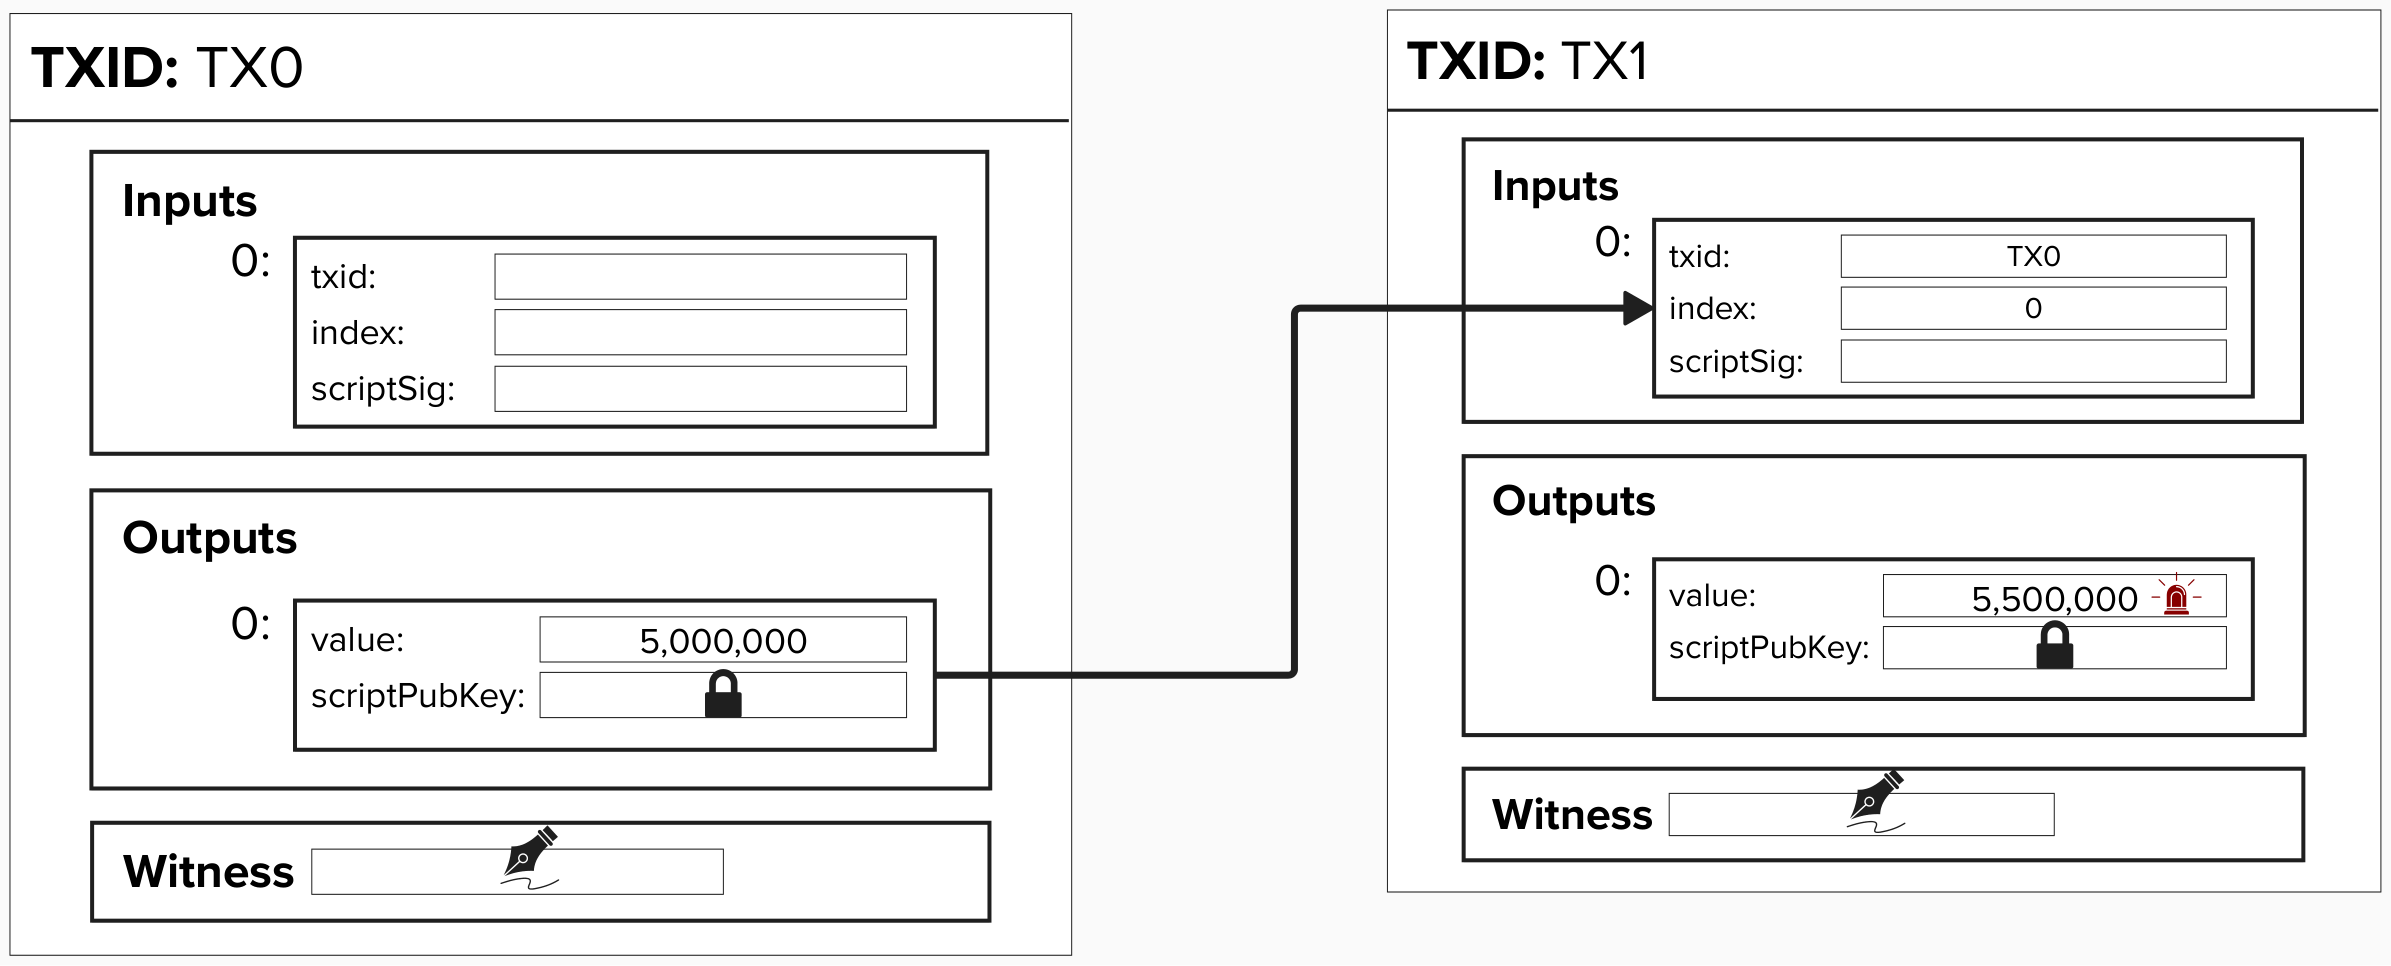 TXID: TX0
Inputs
0:
txid:
index:
scriptSig:
Outputs
0:
value: 5,000,000
scriptPubKey:
Witness
TXID: TX1
Inputs
0:
txid: TX0
index: 0
scriptSig:
Outputs
0:
value: 5,500,000
scriptPubKey:
Witness